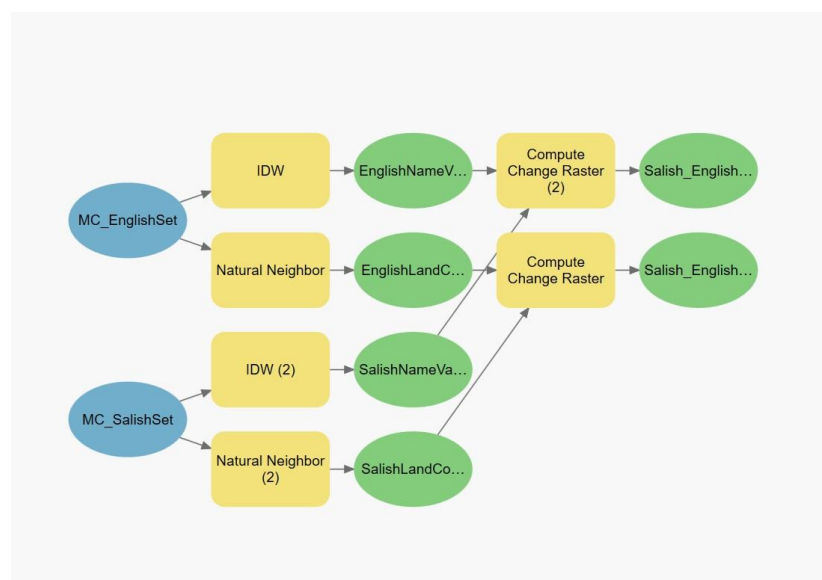 MC_EnglishSet
IDW
EnglishNameV...
Compute
Change Raster
(2)
Salish_English...
Natural Neighbor
EnglishLandC...
Compute
Change Raster
Salish_English...
MC_SalishSet
IDW (2)
SalishNameVa...
Natural Neighbor
(2)
SalishLandCo...